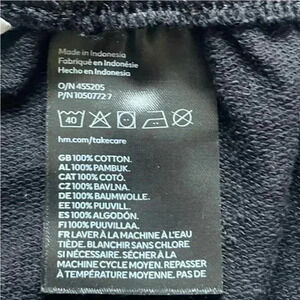 Made in Indonesia
Fabriqué en Indonésie
Hecho en Indonesia
O/N 455205
P/N 1050772·7
40
hm.com/takecare
GB 100% COTTON.
AL 100% PAMBUK.
CAT 100% COTÓ.
CZ 100% BAVLNA.
DE 100% BAUMWOLLE.
EE 100% PUUVILL.
ES 100% ALGODÓN.
FI 100% PUUVILLAA.
FR LAVER À LA MACHINE À L'EAU
TIÈDE. BLANCHIR SANS CHLORE
SI NÉCESSAIRE. SÉCHER À LA
MACHINE CYCLE MOYEN. REPASSER
À TEMPÉRATURE MOYENNE. PAS DE